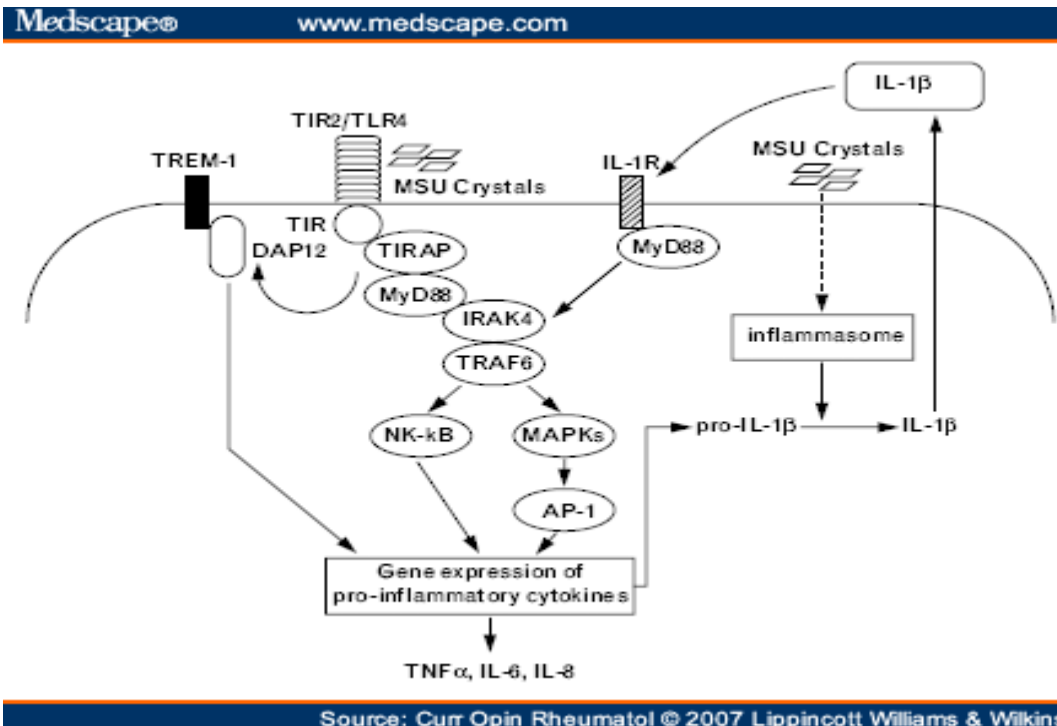 Medscape® www.medscape.com
IL-1β
TIR2/TLR4
TREM-1
MSU Crystals
IL-1R
MSU Crystals
TIR
DAP12
TIRAP
MyD88
MyD88
IRAK4
TRAF6
inflammasome
NK-kB
MAPKs
pro-IL-1β
IL-1β
AP-1
Gene expression of
pro-inflammatory cytokines
TNFα, IL-6, IL-8
Source: Curr Opin Rheumatol © 2007 Lippincott Williams & Wilkins